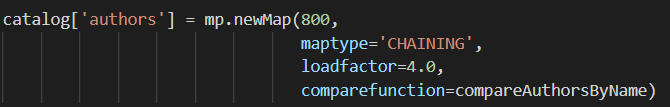 catalog['authors'] = mp.newMap(800,
maptype='CHAINING',
loadfactor=4.0,
comparefunction=compareAuthorsByName)